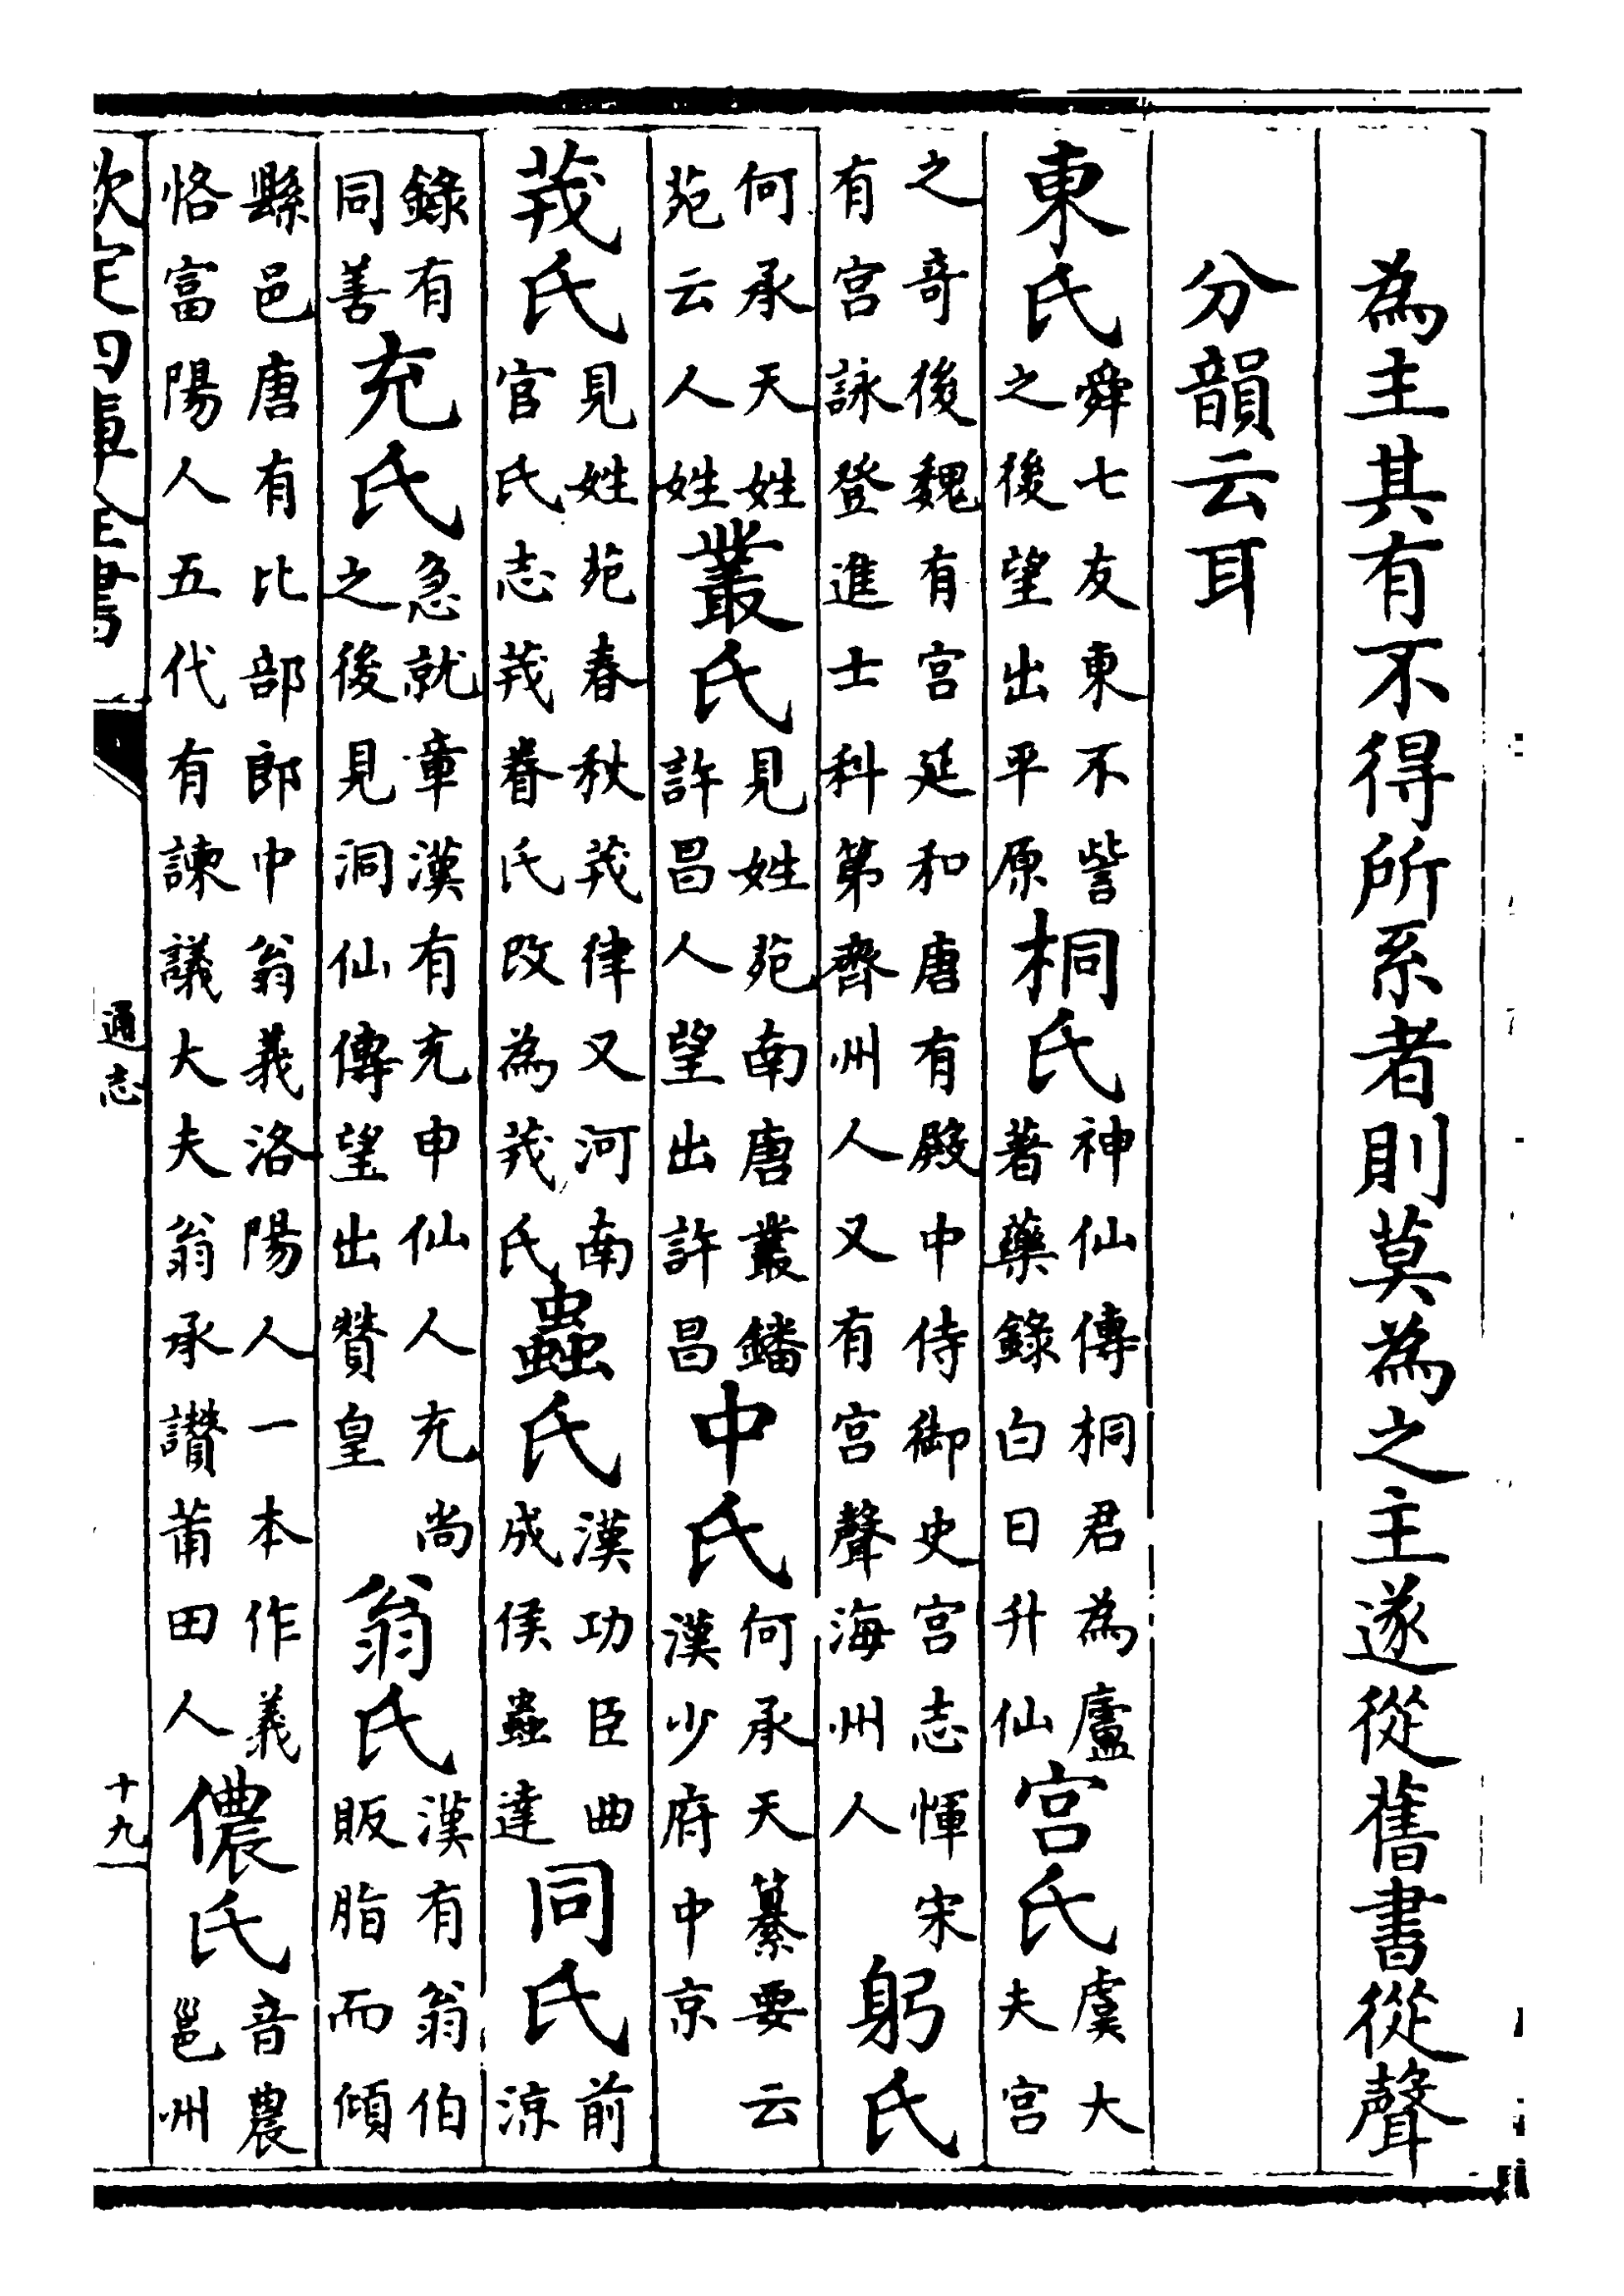 為主其有不得所系者則莫為之主遂從舊書從聲
分韻云耳
東氏舜七友東不訾之後望出平原桐氏神仙傳桐君為廬著藥錄白日升仙宫氏虞大夫宫
之奇後魏有宫延和唐有殿中侍御史宫志惲宋有宫詠登進士科第齊州人又有宫聲海州人躬氏
何承天姓苑云人姓叢氏見姓苑南唐叢鐇許昌人望出許昌中氏何承天纂要云漢少府中京
茙氏見姓苑春秋茙律又河南官氏志茙眷氏改為茙氏蟲氏漢功臣曲成侯蟲達同氏前涼
錄有同善充氏急就章漢有充申仙人充尚之後見洞仙傳望出贊皇翁氏漢有翁伯販脂而傾
縣邑唐有比部郎中翁義洛陽人一本作義恪富陽人五代有諫議大夫翁承讚莆田人儂氏音農邕州
欽定四庫全書
通志
十九